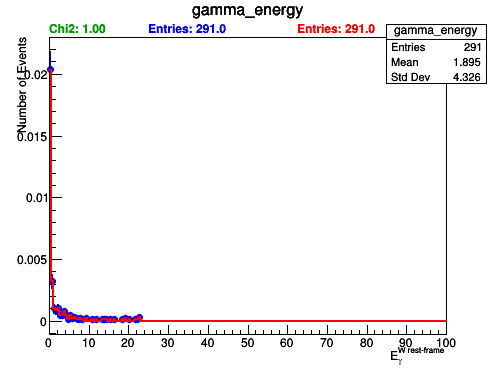 gamma_energy
Chi2: 1.00 Entries: 291.0 Entries: 291.0
gamma_energy
Entries 291
Mean 1.895
Std Dev 4.326
Number of Events
0.02
0.015
0.01
0.005
0
0 10 20 30 40 50 60 70 80 90 100
E_γ^W rest-frame